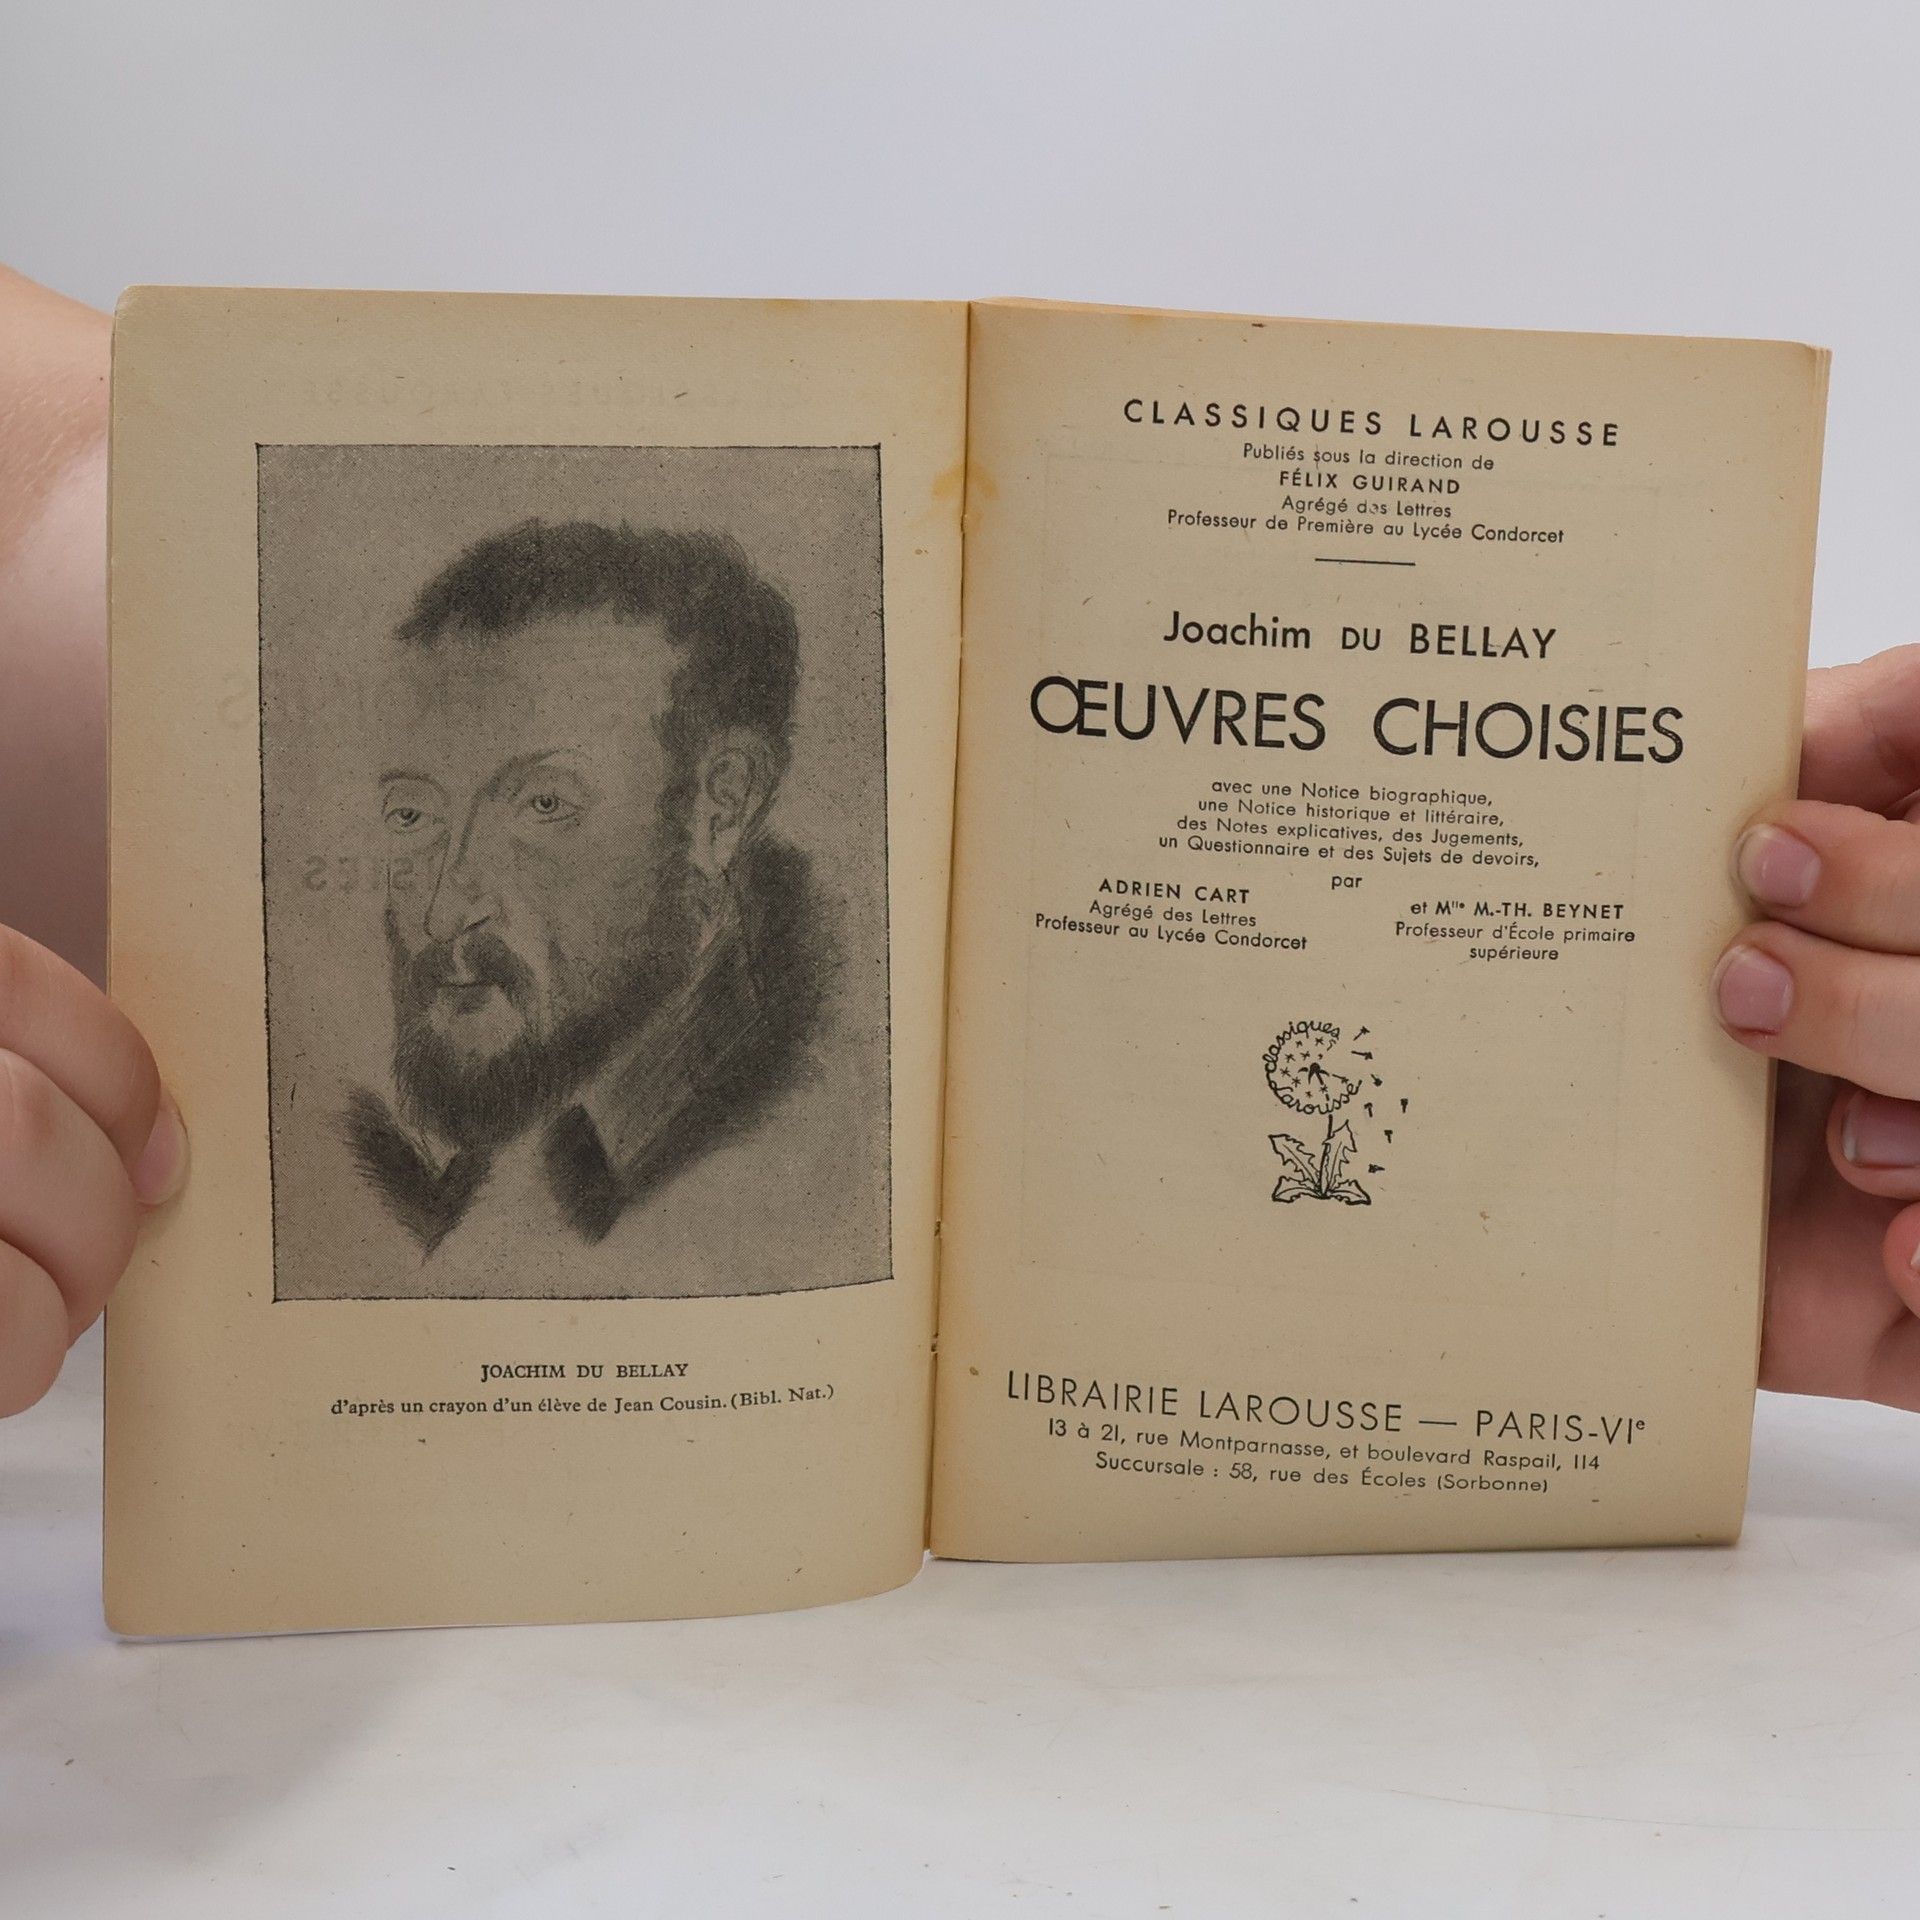 JOACHIM DU BELLAY
d'après un crayon d'un élève de Jean Cousin. (Bibl. Nat.)
CLASSIQUES LAROUSSE
Publiés sous la direction de
FÉLIX GUIRAND
Agrégé des Lettres
Professeur de Première au Lycée Condorcet
Joachim DU BELLAY
ŒUVRES CHOISIES
avec une Notice biographique,
une Notice historique et littéraire,
des Notes explicatives, des Jugements,
un Questionnaire et des Sujets de devoirs,
par
ADRIEN CART
Agrégé des Lettres
Professeur au Lycée Condorcet
et Mlle M.-TH. BEYNET
Professeur d'École primaire
supérieure
classiques
Larousse
LIBRAIRIE LAROUSSE — PARIS-VIe
13 à 21, rue Montparnasse, et boulevard Raspail, 114
Succursale : 58, rue des Écoles (Sorbonne)